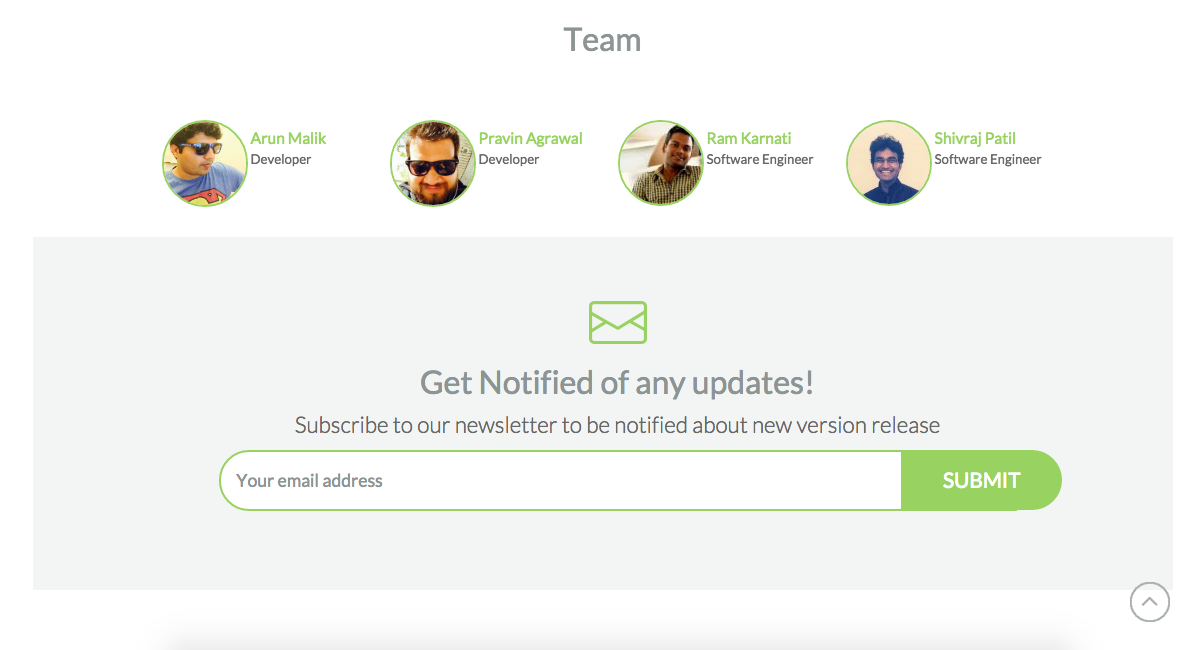 Team
Arun Malik
Developer
Pravin Agrawal
Developer
Ram Karnati
Software Engineer
Shivraj Patil
Software Engineer
Get Notified of any updates!
Subscribe to our newsletter to be notified about new version release
Your email address
SUBMIT